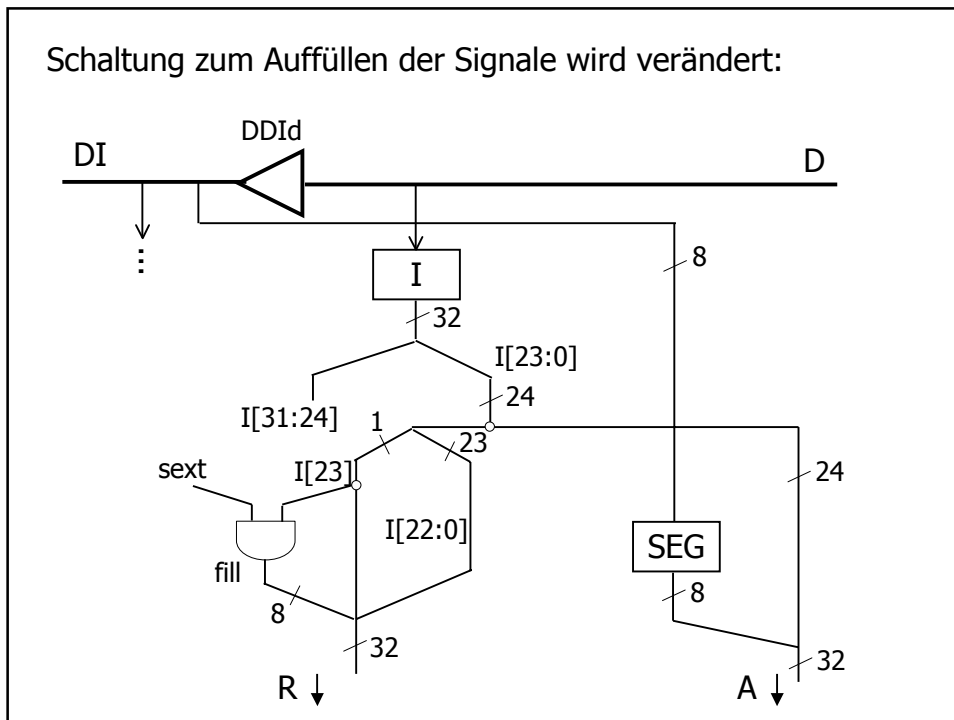 Schaltung zum Auffüllen der Signale wird verändert:
DDId
DI
D
...
8
I
32
I[23:0]
24
I[31:24]
1
23
sext
I[23]
24
I[22:0]
SEG
fill
8
8
32
32
R
A